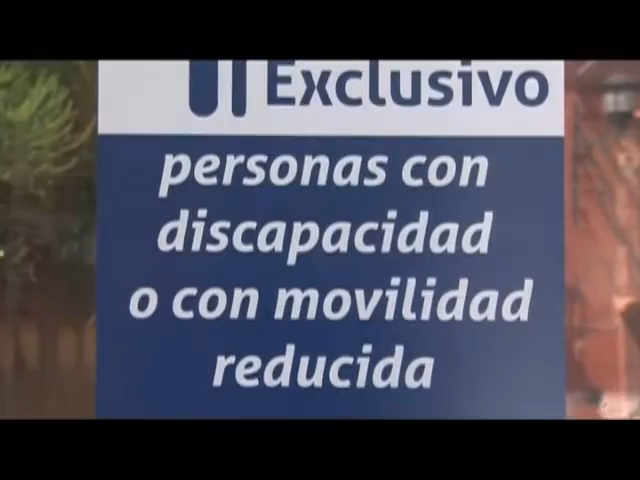 Exclusivo
personas con
discapacidad
o con movilidad
reducida